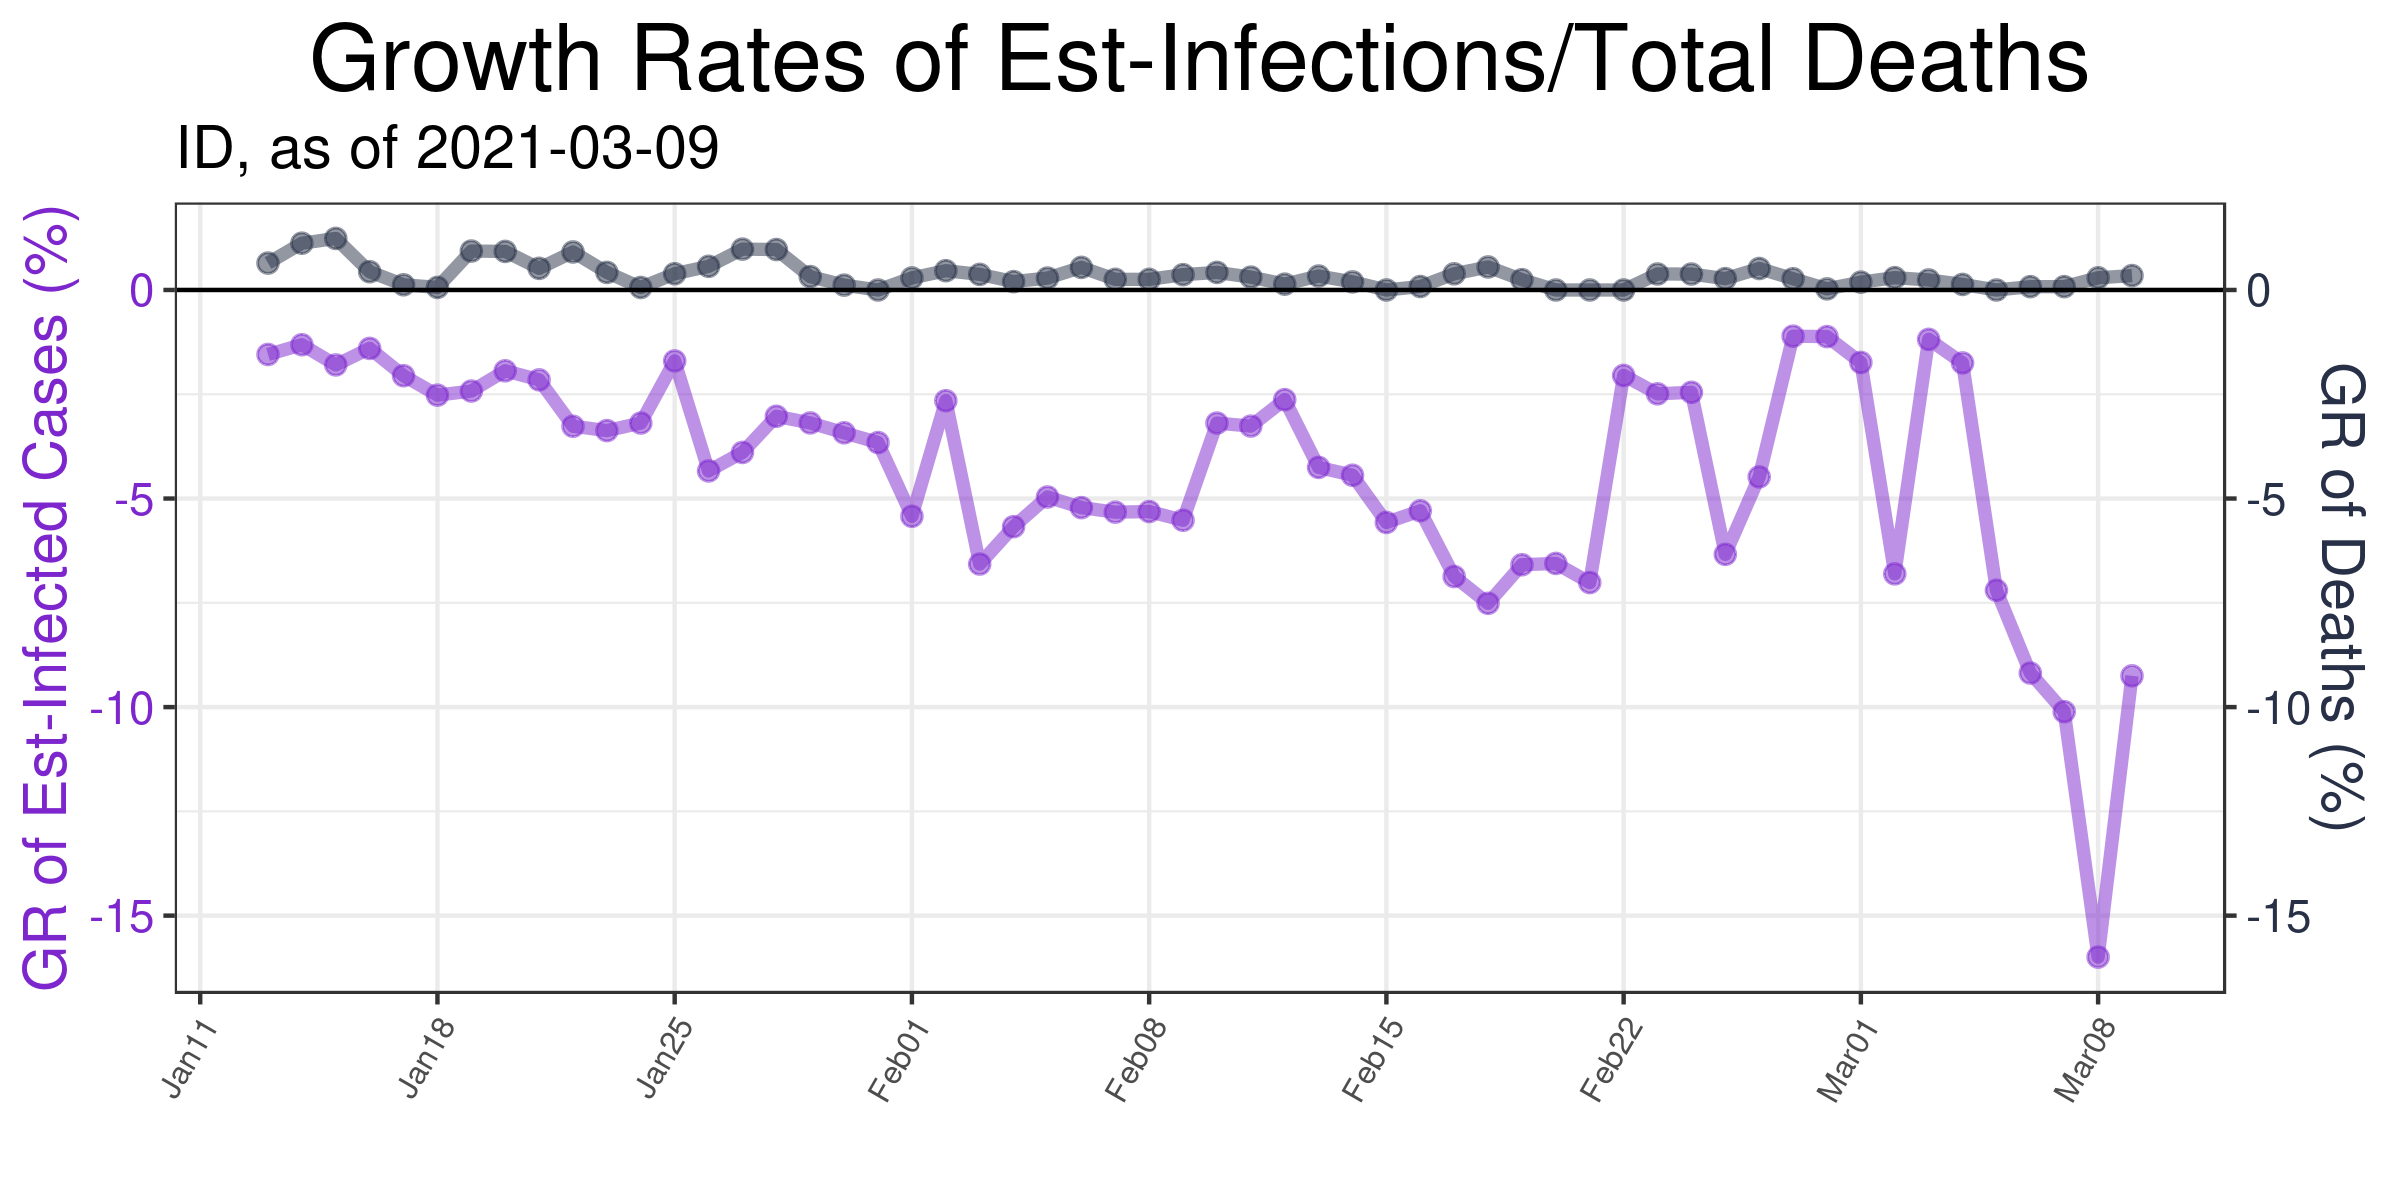 Growth Rates of Est-Infections/Total Deaths
ID, as of 2021-03-09
GR of Est-Infected Cases (%)
0
-5
-10
-15
0
-5
-10
-15
GR of Deaths (%)
Jan11
Jan18
Jan25
Feb01
Feb08
Feb15
Feb22
Mar01
Mar08